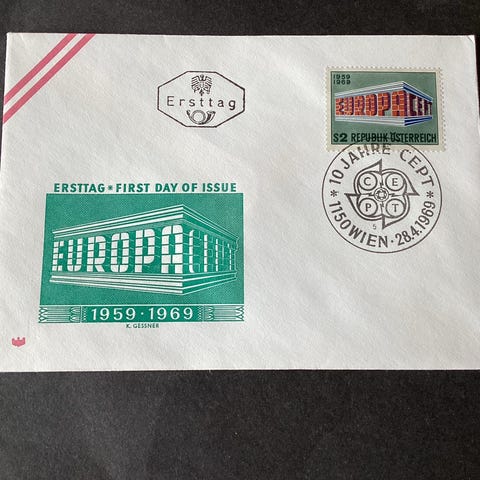 Ersttag
1959
1969
EUROPA CEPT
S2 REPUBLIK ÖSTERREICH
* 10 JAHRE CEPT *
C E
P T
5
1150 WIEN · 28.4.1969
ERSTTAG * FIRST DAY OF ISSUE
EUROPA CEPT
1959 · 1969
K. GESSNER